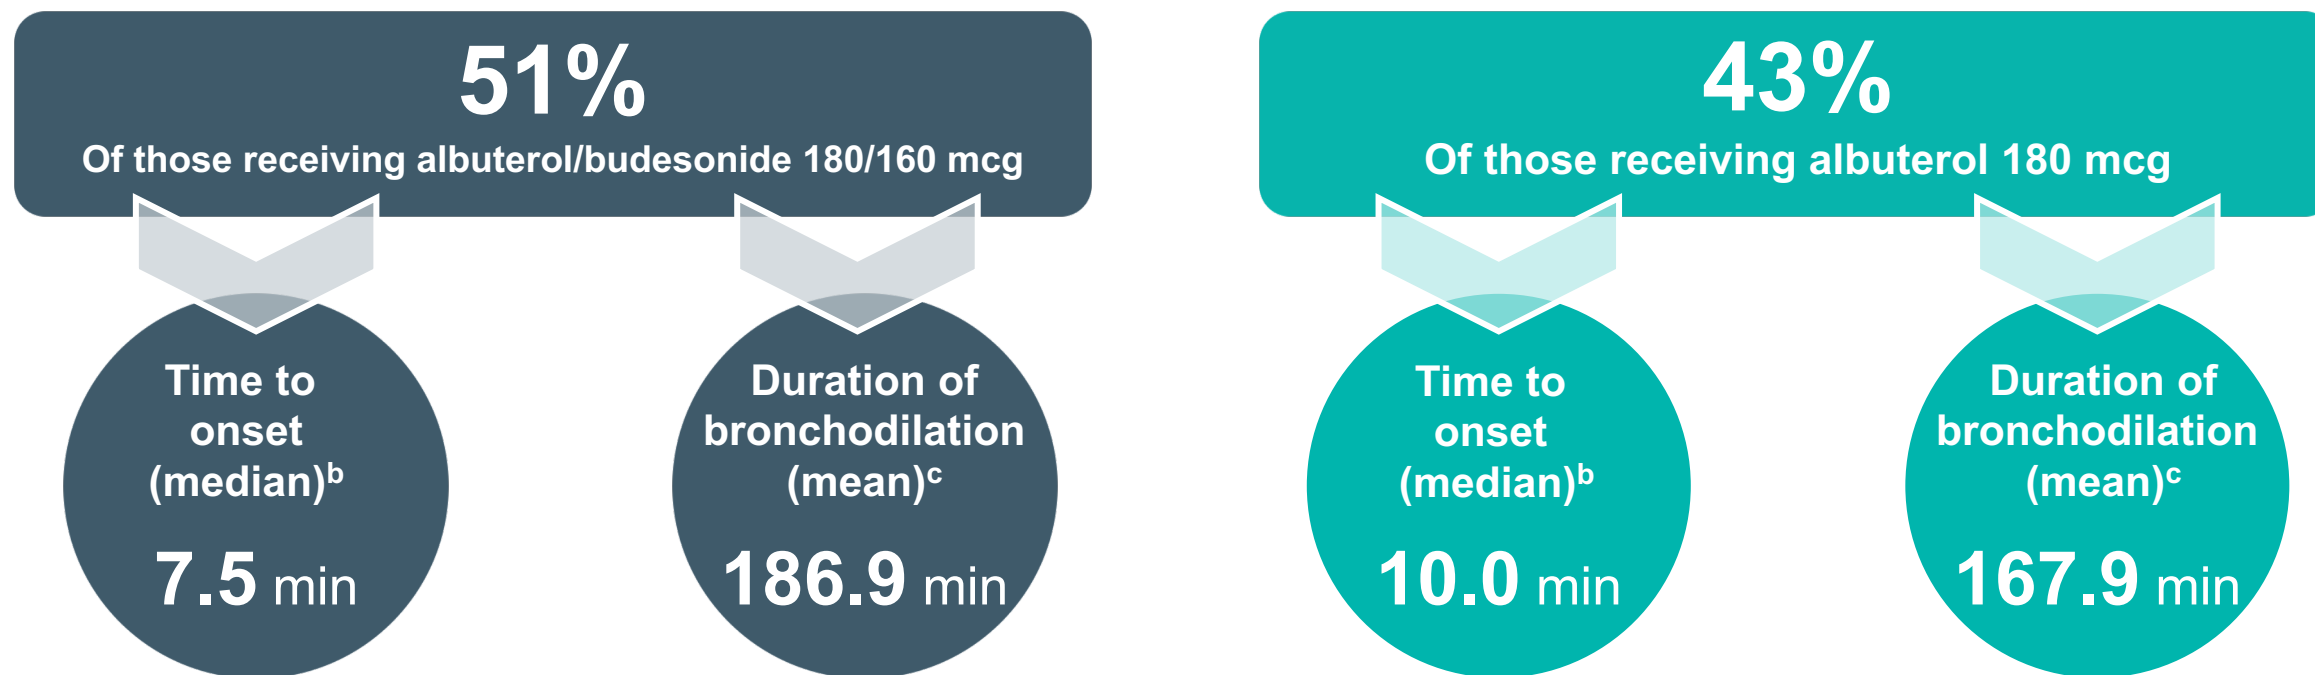 51%
Of those receiving albuterol/budesonide 180/160 mcg
Time to
onset
(median)ᵇ
7.5 min
Duration of
bronchodilation
(mean)ᶜ
186.9 min
43%
Of those receiving albuterol 180 mcg
Time to
onset
(median)ᵇ
10.0 min
Duration of
bronchodilation
(mean)ᶜ
167.9 min